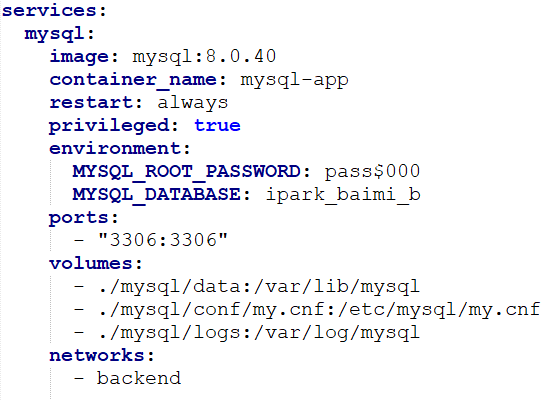 services:
  mysql:
    image: mysql:8.0.40
    container_name: mysql-app
    restart: always
    privileged: true
    environment:
      MYSQL_ROOT_PASSWORD: pass$000
      MYSQL_DATABASE: ipark_baimi_b
    ports:
      - "3306:3306"
    volumes:
      - ./mysql/data:/var/lib/mysql
      - ./mysql/conf/my.cnf:/etc/mysql/my.cnf
      - ./mysql/logs:/var/log/mysql
    networks:
      - backend